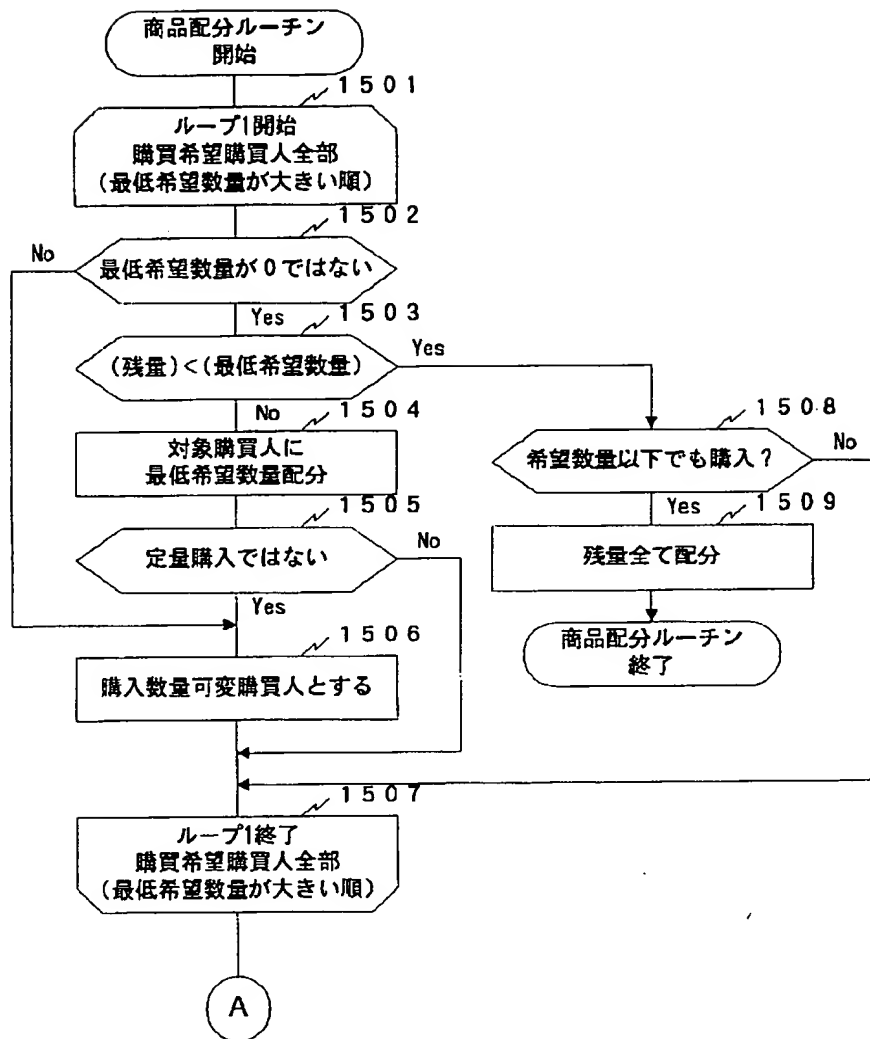 商品配分ルーチン
開始
1501
ループ1開始
購買希望購買人全部
(最低希望数量が大きい順)
1502
No
最低希望数量が0ではない
Yes
1503
(残量)<(最低希望数量)
Yes
No
1504
対象購買人に
最低希望数量配分
1505
定量購入ではない
No
Yes
1506
購入数量可変購買人とする
1507
ループ1終了
購買希望購買人全部
(最低希望数量が大きい順)
A
1508
希望数量以下でも購入?
No
Yes
1509
残量全て配分
商品配分ルーチン
終了